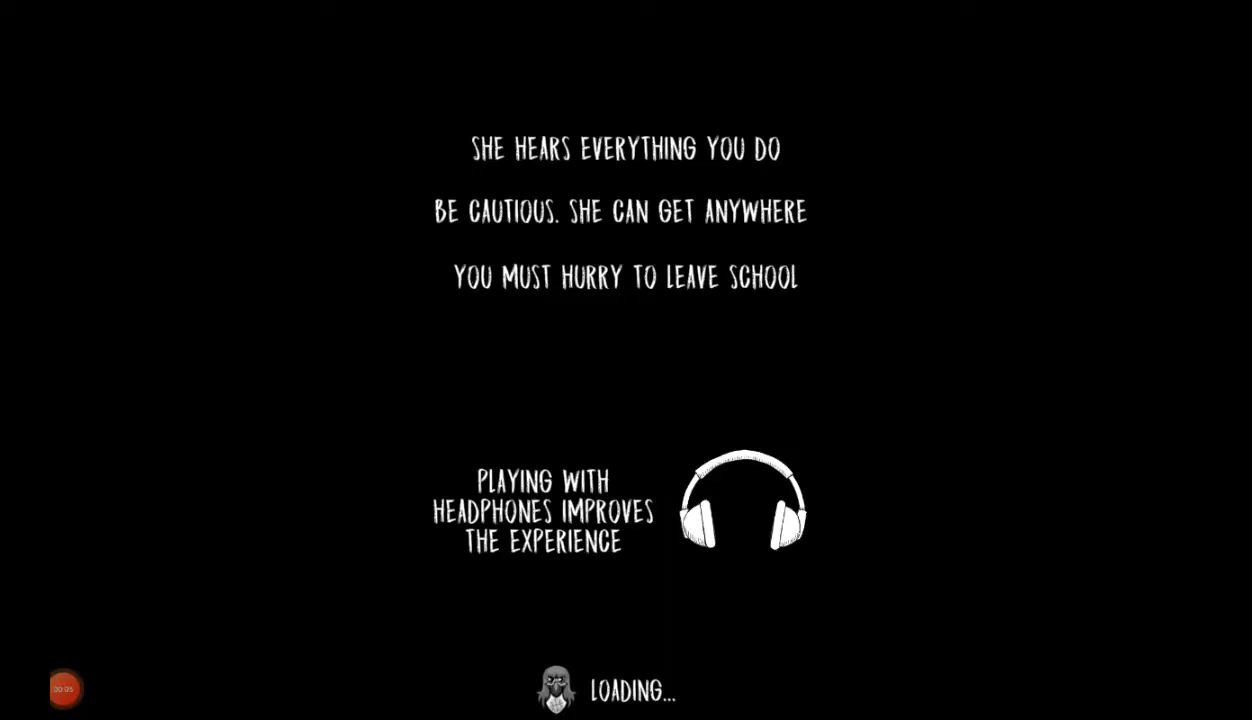 SHE HEARS EVERYTHING YOU DO
BE CAUTIOUS. SHE CAN GET ANYWHERE
YOU MUST HURRY TO LEAVE SCHOOL
PLAYING WITH
HEADPHONES IMPROVES
THE EXPERIENCE
LOADING...